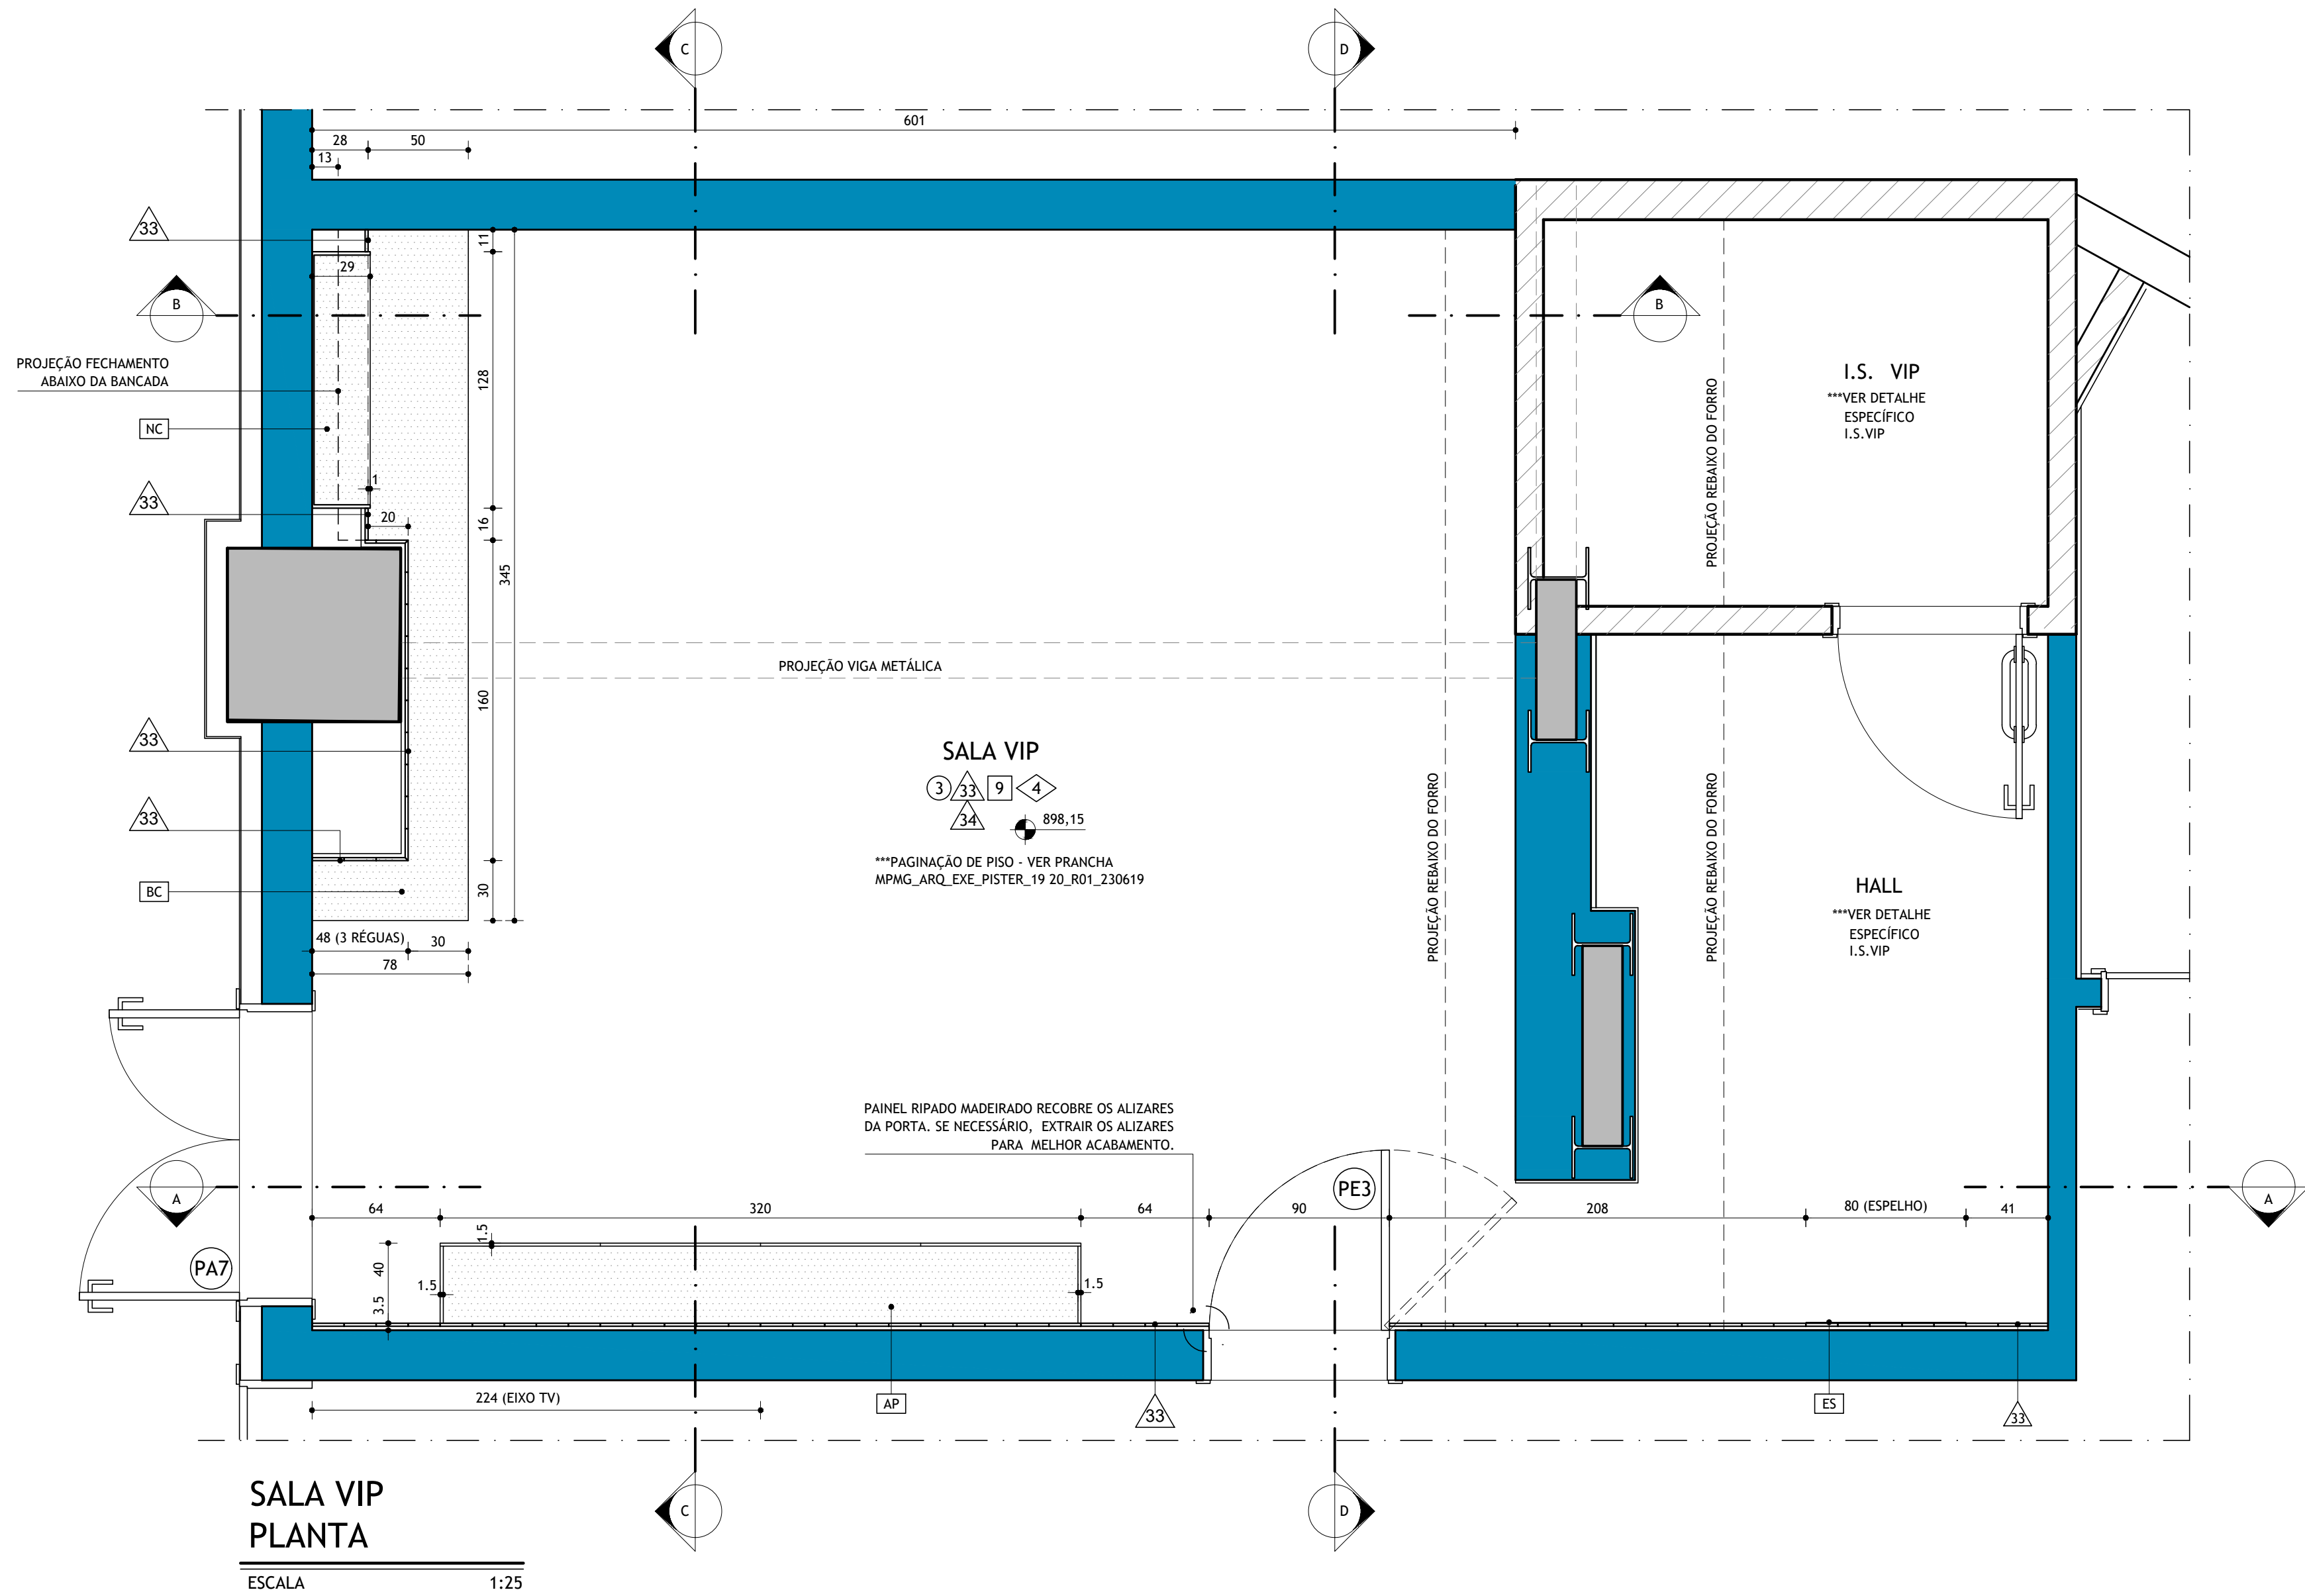 C
D
601
28
50
13
33
11
29
B
B
PROJEÇÃO FECHAMENTO
ABAIXO DA BANCADA
128
I.S. VIP
***VER DETALHE
ESPECÍFICO
I.S.VIP
PROJEÇÃO REBAIXO DO FORRO
NC
33
1
20
16
345
PROJEÇÃO VIGA METÁLICA
160
33
SALA VIP
3
33
9
4
34
898,15
33
***PAGINAÇÃO DE PISO - VER PRANCHA
MPMG_ARQ_EXE_PISTER_19 20_R01_230619
PROJEÇÃO REBAIXO DO FORRO
PROJEÇÃO REBAIXO DO FORRO
HALL
***VER DETALHE
ESPECÍFICO
I.S.VIP
BC
30
48 (3 RÉGUAS)
30
78
PAINEL RIPADO MADEIRADO RECOBRE OS ALIZARES
DA PORTA. SE NECESSÁRIO, EXTRAIR OS ALIZARES
PARA MELHOR ACABAMENTO.
A
PE3
A
64
320
64
90
208
80 (ESPELHO)
41
1.5
PA7
40
1.5
1.5
3.5
224 (EIXO TV)
AP
33
ES
33
C
D
SALA VIP
PLANTA
ESCALA 1:25